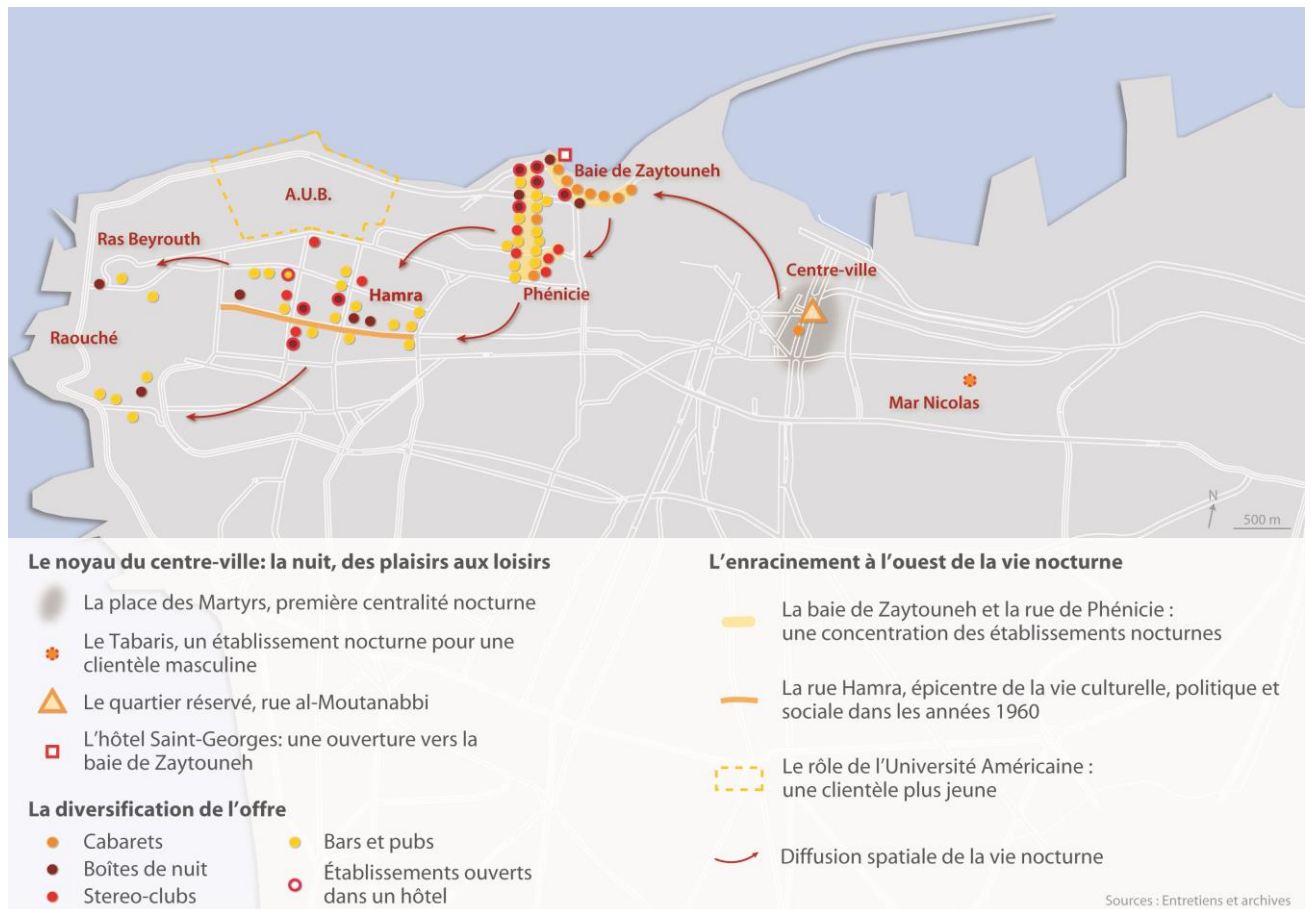 Baie de Zaytouneh
A.U.B.
Ras Beyrouth
Centre-ville
Hamra
Phénicie
Raouché
Mar Nicolas
N
500 m
Le noyau du centre-ville: la nuit, des plaisirs aux loisirs
La place des Martyrs, première centralité nocturne
Le Tabaris, un établissement nocturne pour une
clientèle masculine
Le quartier réservé, rue al-Moutanabbi
L'hôtel Saint-Georges: une ouverture vers la
baie de Zaytouneh
La diversification de l'offre
Cabarets
Boîtes de nuit
Stereo-clubs
Bars et pubs
Établissements ouverts
dans un hôtel
L'enracinement à l'ouest de la vie nocturne
La baie de Zaytouneh et la rue de Phénicie :
une concentration des établissements nocturnes
La rue Hamra, épicentre de la vie culturelle, politique et
sociale dans les années 1960
Le rôle de l'Université Américaine :
une clientèle plus jeune
Diffusion spatiale de la vie nocturne
Sources : Entretiens et archives